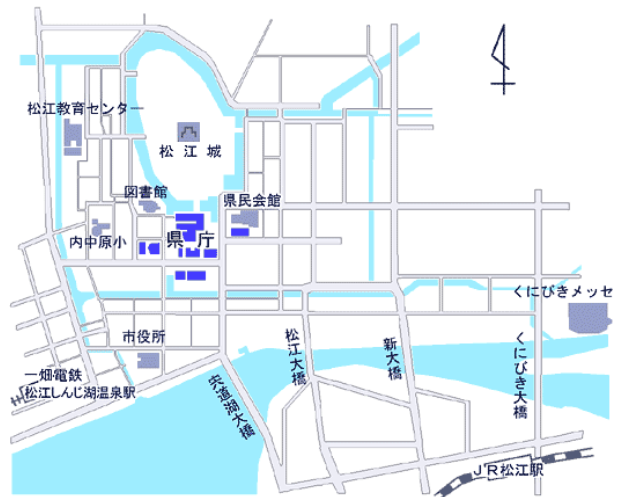 松江教育センター
松江城
図書館
県民会館
内中原小
県庁
くにびきメッセ
市役所
松江大橋
新大橋
くにびき大橋
一畑電鉄
松江しんじ湖温泉駅
宍道湖大橋
JR松江駅